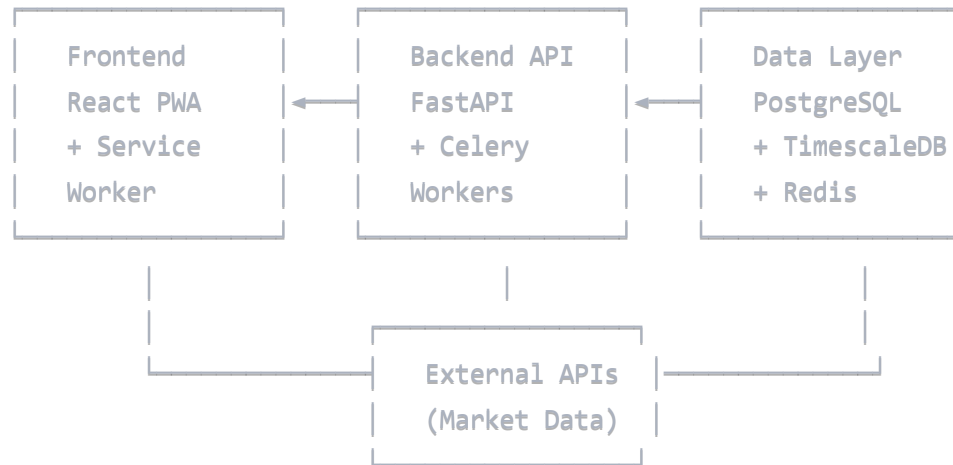 Frontend
React PWA
+ Service
Worker
Backend API
FastAPI
+ Celery
Workers
Data Layer
PostgreSQL
+ TimescaleDB
+ Redis
External APIs
(Market Data)